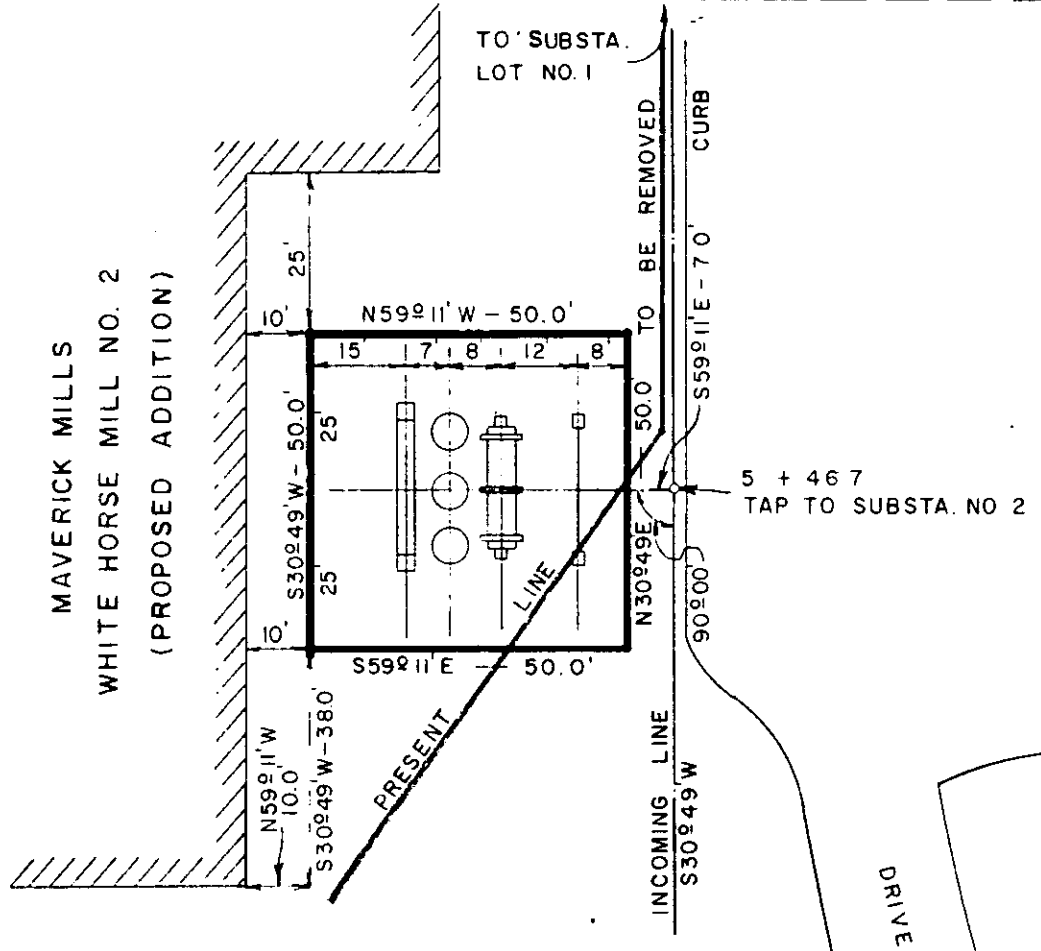 TO SUBSTA.
LOT NO. 1
TO BE REMOVED
CURB
S59º11'E - 7 0'
25'
10'
N59º11'W - 50.0'
15'
7'
8'
12'
8'
MAVERICK MILLS
WHITE HORSE MILL NO. 2
(PROPOSED ADDITION)
S30º49'W - 50.0'
25'
25'
N30º49'E - 50.0
5 + 46 7
TAP TO SUBSTA. NO 2
90º00'
10'
S59º11'E - 50.0'
PRESENT LINE
N59º11'W
10.0'
S30º49'W - 38.0'
INCOMING LINE
S30º49'W
DRIVE